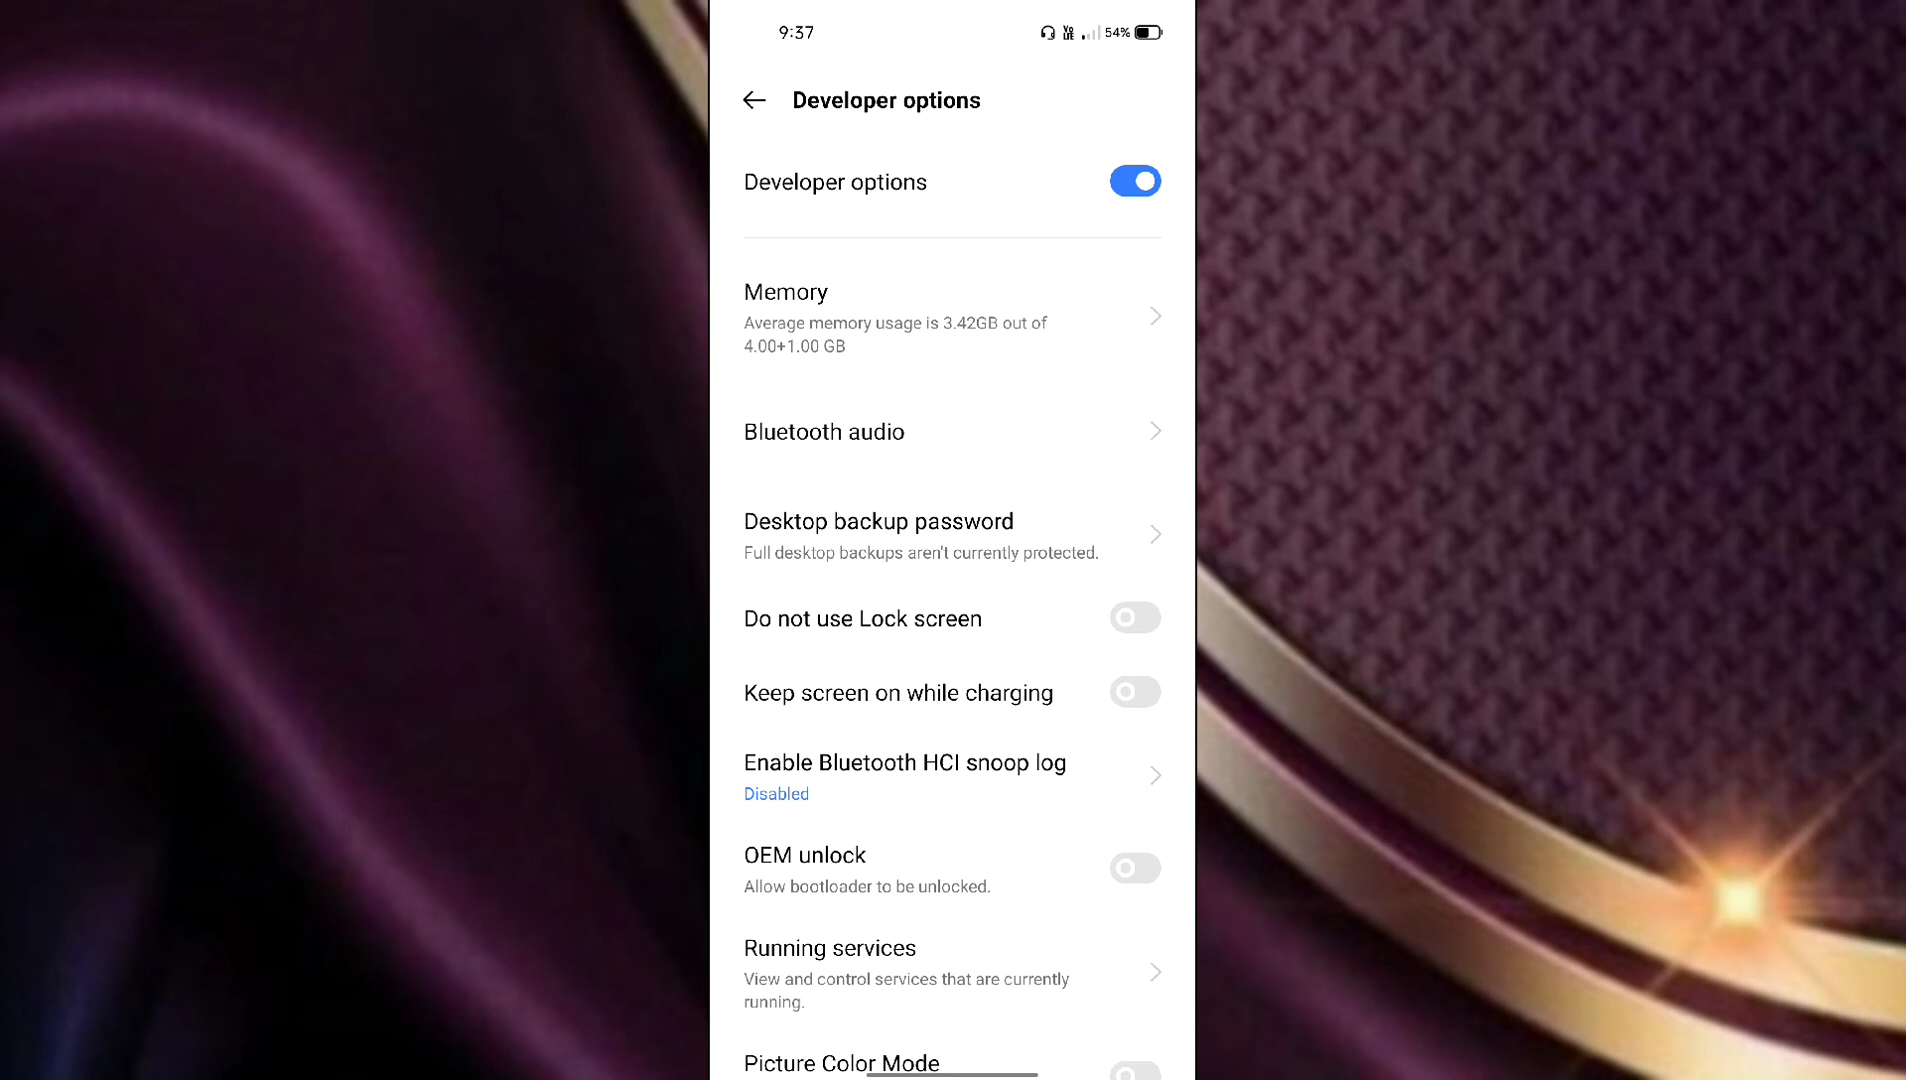 9:37
54%
Developer options
Developer options
Memory
Average memory usage is 3.42GB out of
4.00+1.00 GB
Bluetooth audio
Desktop backup password
Full desktop backups aren't currently protected.
Do not use Lock screen
Keep screen on while charging
Enable Bluetooth HCI snoop log
Disabled
OEM unlock
Allow bootloader to be unlocked.
Running services
View and control services that are currently
running.
Picture Color Mode